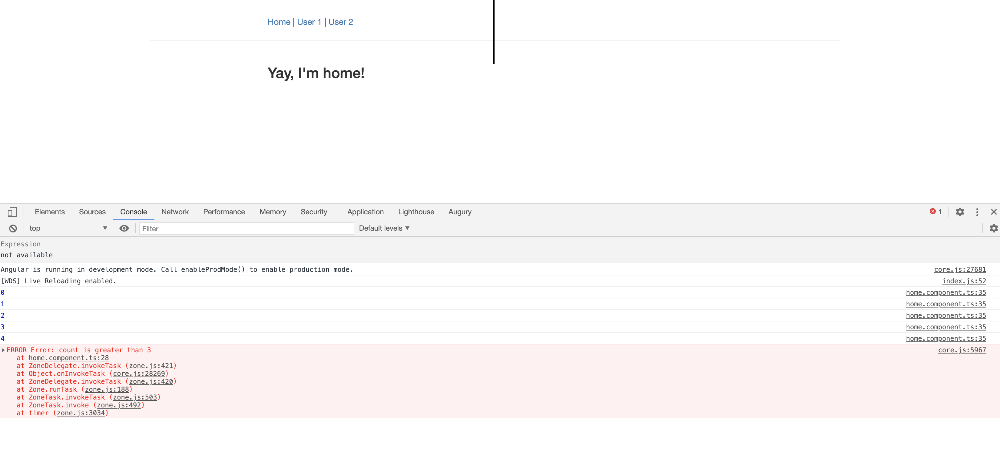 Home | User 1 | User 2
Yay, I'm home!
Elements Sources Console Network Performance Memory Security Application Lighthouse Augury 1
top Filter Default levels
Expression
not available
Angular is running in development mode. Call enableProdMode() to enable production mode. core.js:27681
[WDS] Live Reloading enabled. index.js:52
0 home.component.ts:35
1 home.component.ts:35
2 home.component.ts:35
3 home.component.ts:35
4 home.component.ts:35
ERROR Error: count is greater than 3 core.js:5967
at home.component.ts:28
at ZoneDelegate.invokeTask (zone.js:421)
at Object.onInvokeTask (core.js:28269)
at ZoneDelegate.invokeTask (zone.js:420)
at Zone.runTask (zone.js:188)
at ZoneTask.invokeTask (zone.js:503)
at ZoneTask.invoke (zone.js:492)
at timer (zone.js:3034)